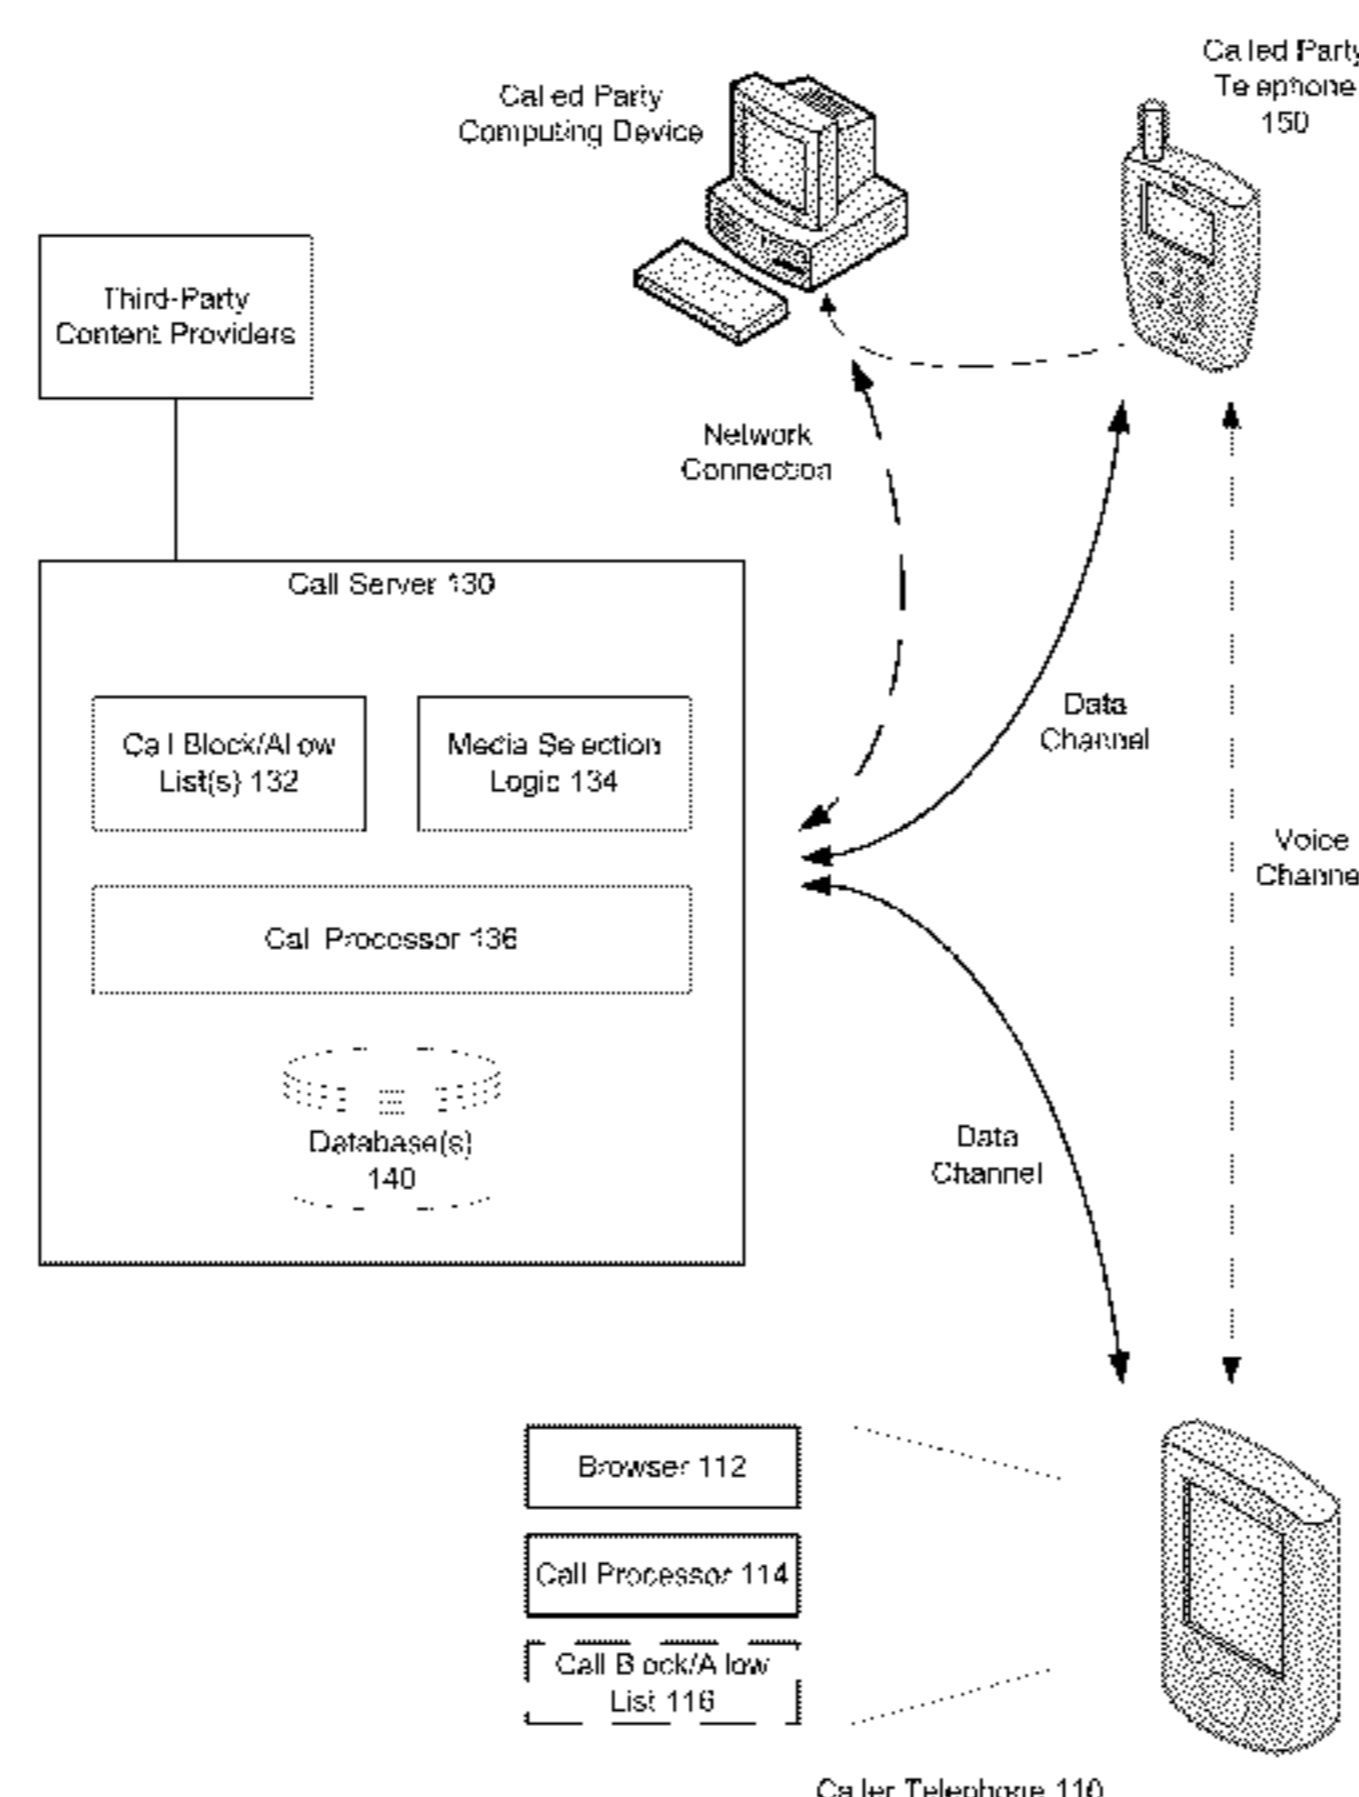 Called Party
Computing Device
Called Party
Telephone
150
Third-Party
Content Providers
Network
Connection
Call Server 130
Call Block/Allow
List(s) 132
Media Selection
Logic 134
Data
Channel
Voice
Channel
Call Processor 136
Database(s)
140
Data
Channel
Browser 112
Call Processor 114
Call Block/Allow
List 116
Caller Telephone 110